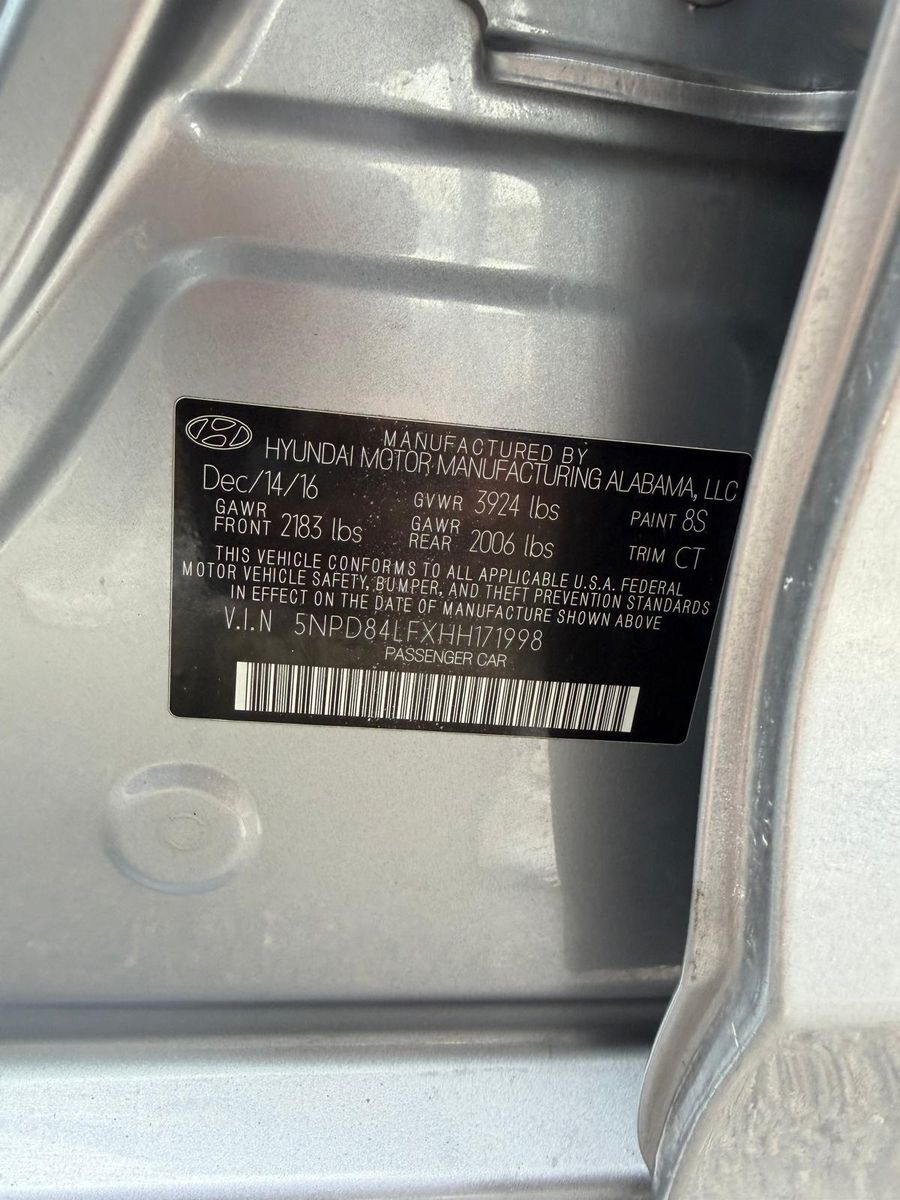 MANUFACTURED BY
HYUNDAI MOTOR MANUFACTURING ALABAMA, LLC
Dec/14/16 GVWR 3924 lbs PAINT 8S
GAWR FRONT 2183 lbs GAWR REAR 2006 lbs TRIM CT
THIS VEHICLE CONFORMS TO ALL APPLICABLE U.S.A. FEDERAL
MOTOR VEHICLE SAFETY, BUMPER, AND THEFT PREVENTION STANDARDS
IN EFFECT ON THE DATE OF MANUFACTURE SHOWN ABOVE
V.I.N 5NPD84LFXHH171998
PASSENGER CAR